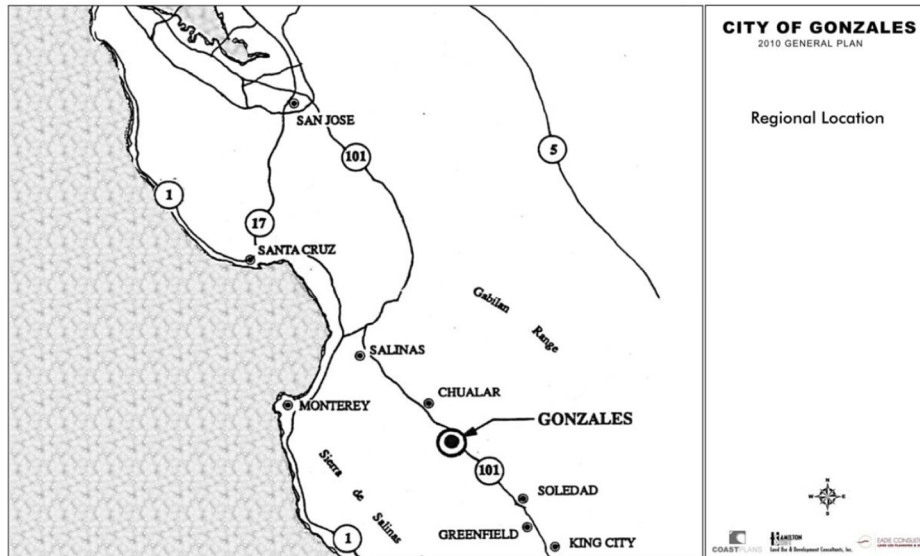 CITY OF GONZALES
2010 GENERAL PLAN
Regional Location
SAN JOSE
101
5
1
17
SANTA CRUZ
Gabilan
Range
SALINAS
CHUALAR
MONTEREY
GONZALES
Sierra
de
Salinas
101
SOLEDAD
GREENFIELD
KING CITY
1
N
W
E
S
COASTPLANS
HAMILTON
Land Use & Development Consultants, Inc.
EADIE CONSULT